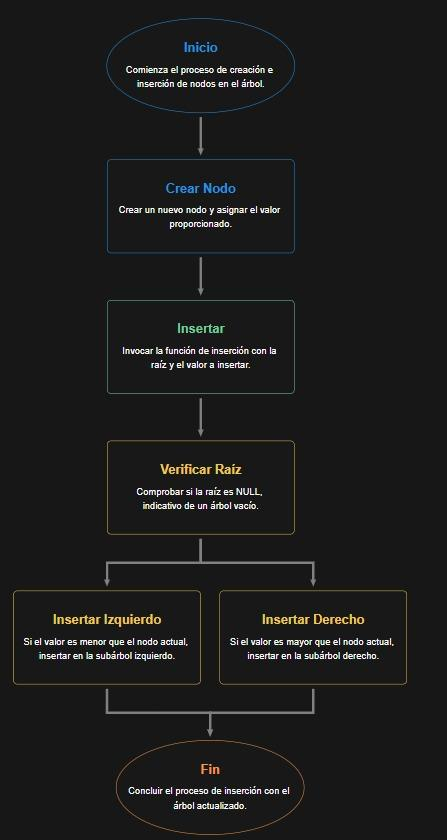 Inicio
Comienza el proceso de creación e
inserción de nodos en el árbol.
Crear Nodo
Crear un nuevo nodo y asignar el valor
proporcionado.
Insertar
Invocar la función de inserción con la
raíz y el valor a insertar.
Verificar Raíz
Comprobar si la raíz es NULL,
indicativo de un árbol vacío.
Insertar Izquierdo
Si el valor es menor que el nodo actual,
insertar en la subárbol izquierdo.
Insertar Derecho
Si el valor es mayor que el nodo actual,
insertar en la subárbol derecho.
Fin
Concluir el proceso de inserción con el
árbol actualizado.